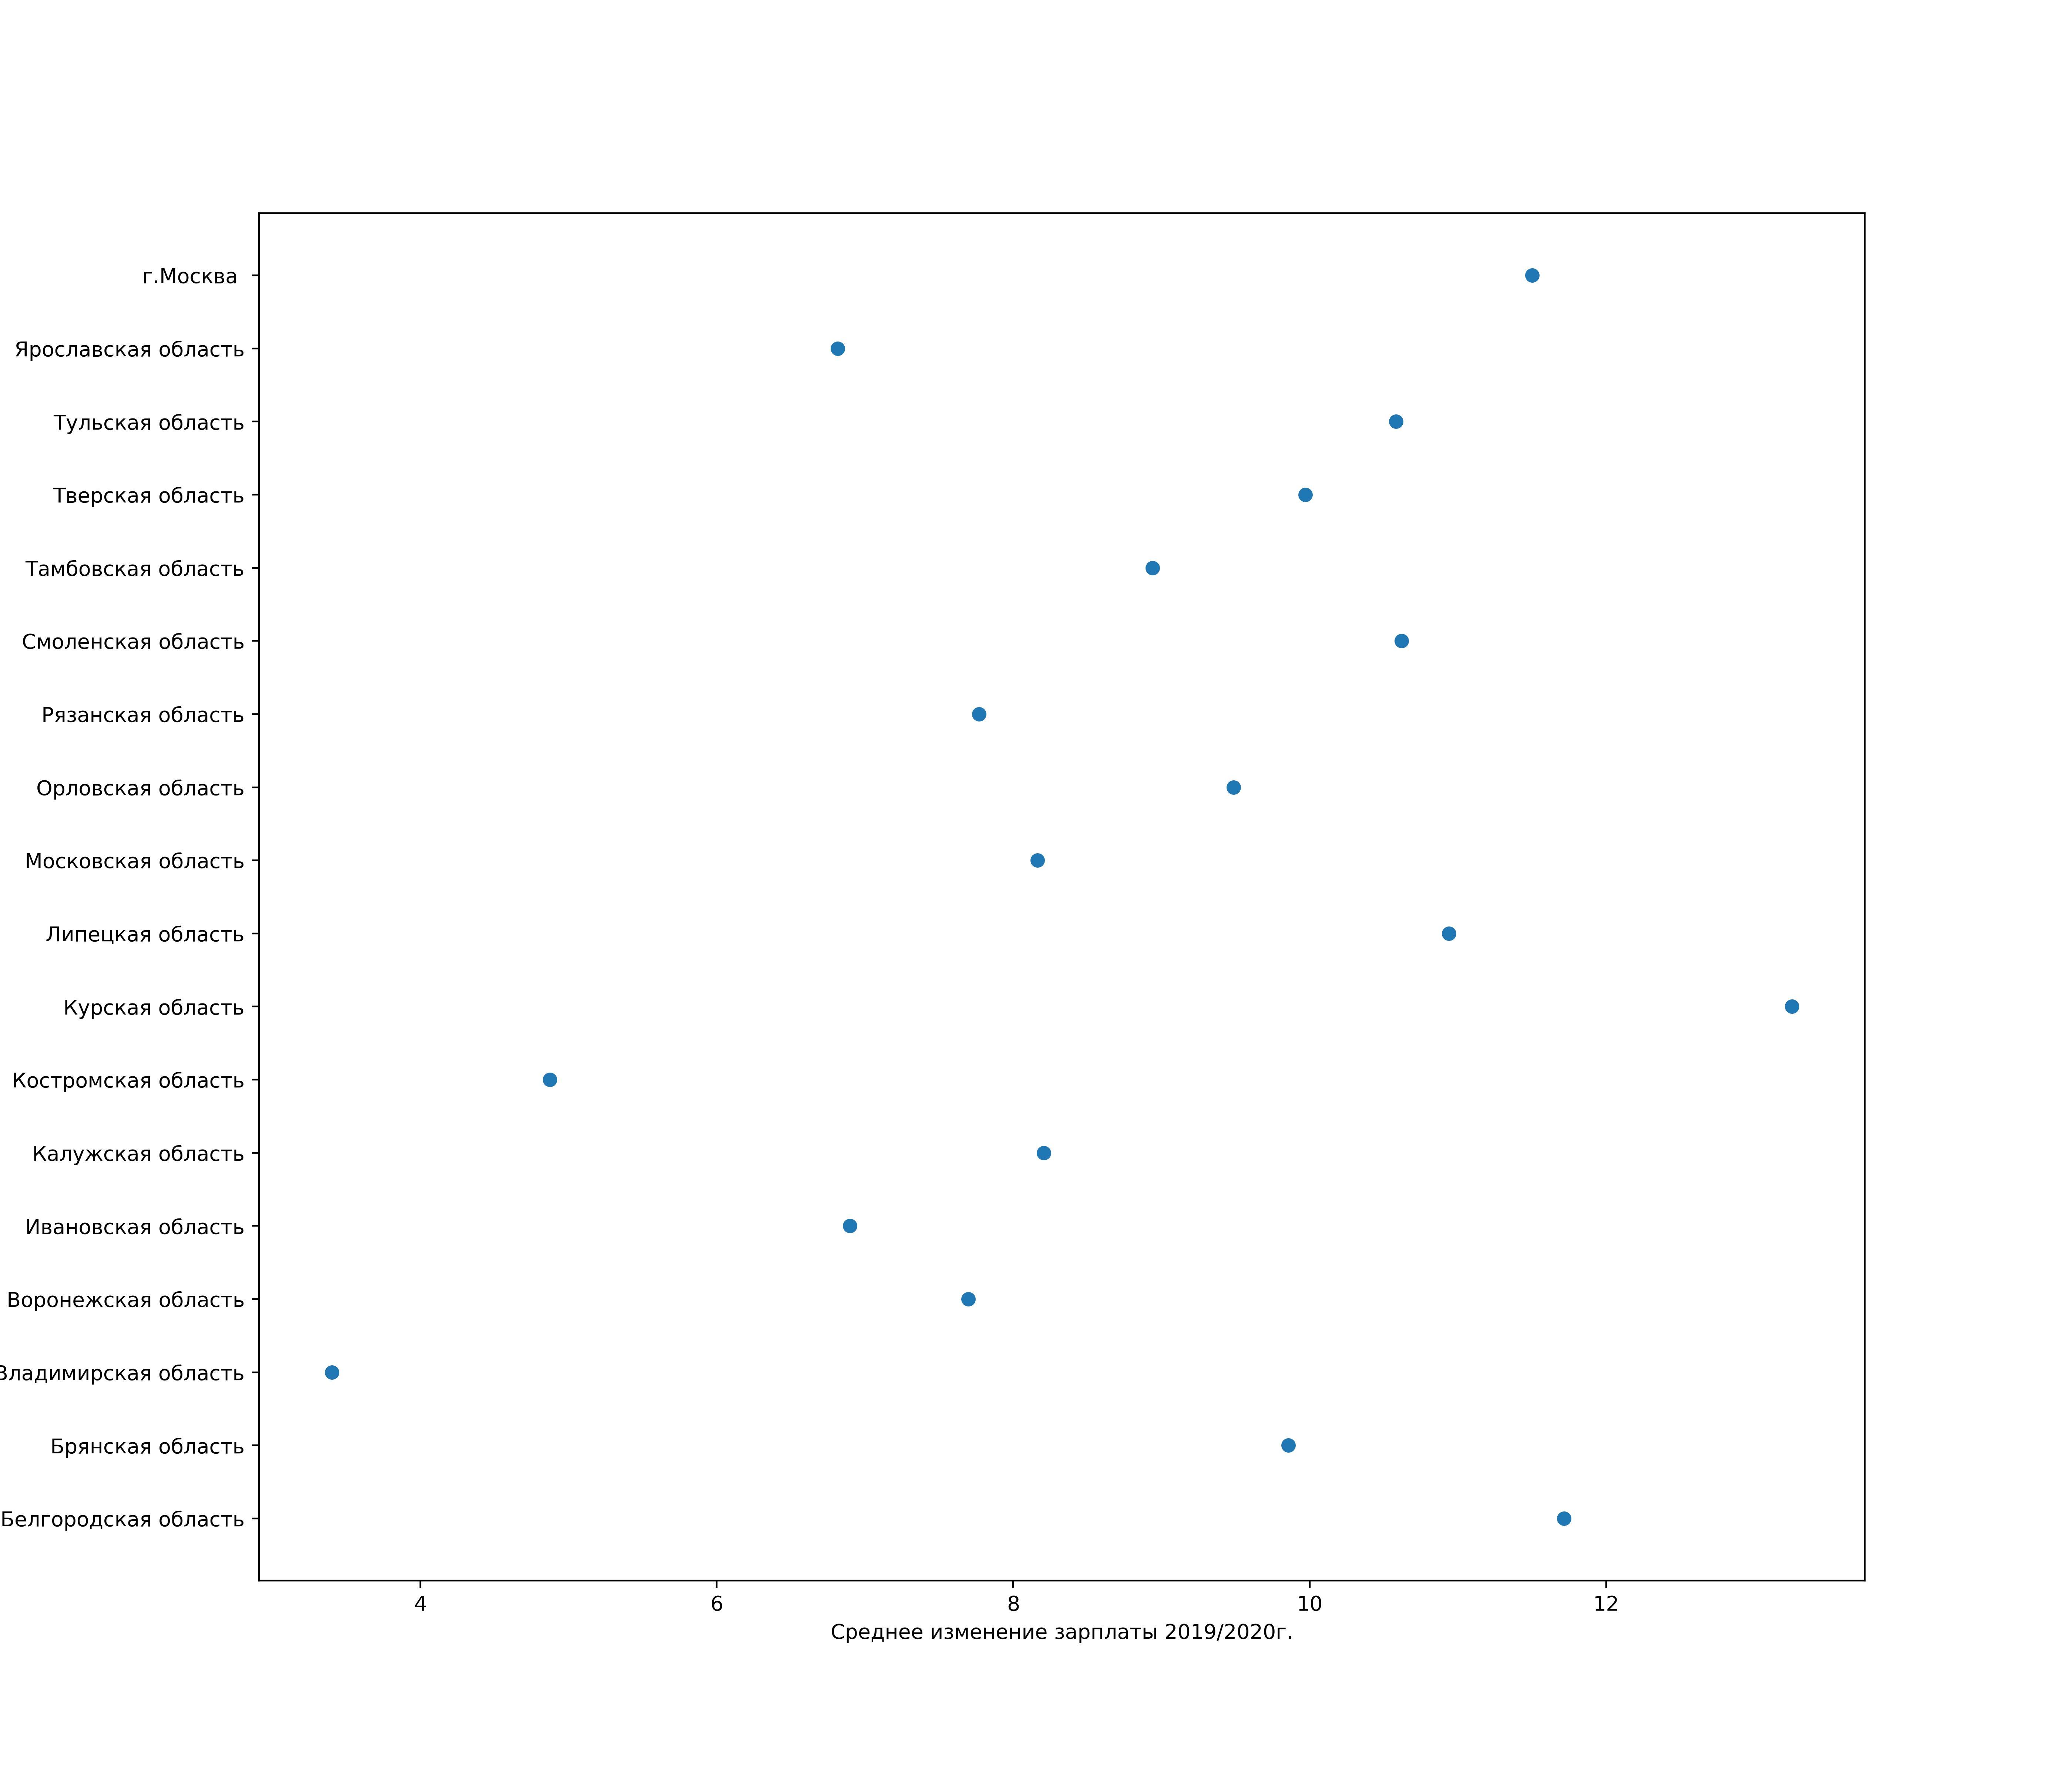 г.Москва
Ярославская область
Тульская область
Тверская область
Тамбовская область
Смоленская область
Рязанская область
Орловская область
Московская область
Липецкая область
Курская область
Костромская область
Калужская область
Ивановская область
Воронежская область
Владимирская область
Брянская область
Белгородская область
4 6 8 10 12
Среднее изменение зарплаты 2019/2020г.